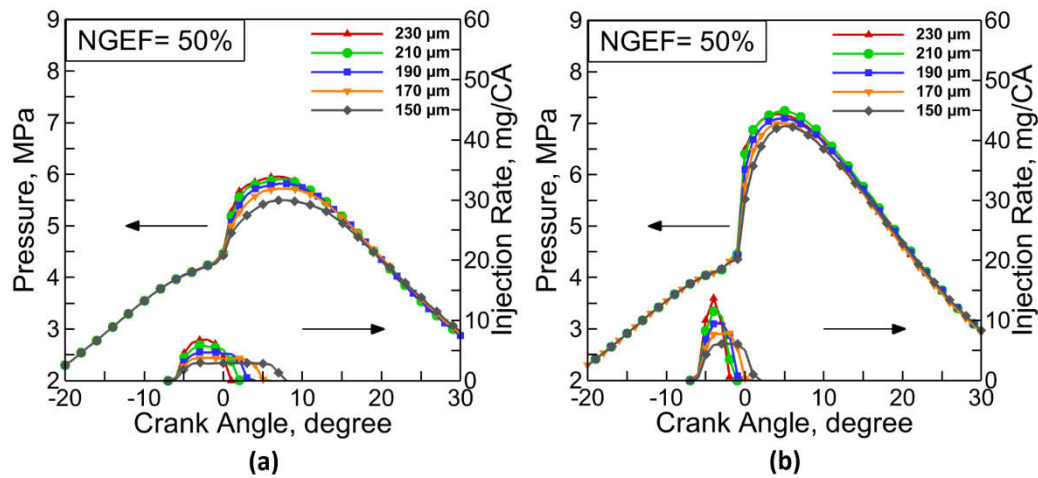 NGEF= 50%
230 µm
210 µm
190 µm
170 µm
150 µm
9
8
7
6
5
4
3
2
Pressure, MPa
60
50
40
30
20
10
0
Injection Rate, mg/CA
-20 -10 0 10 20 30
Crank Angle, degree
(a)
NGEF= 50%
230 µm
210 µm
190 µm
170 µm
150 µm
9
8
7
6
5
4
3
2
Pressure, MPa
60
50
40
30
20
10
0
Injection Rate, mg/CA
-20 -10 0 10 20 30
Crank Angle, degree
(b)